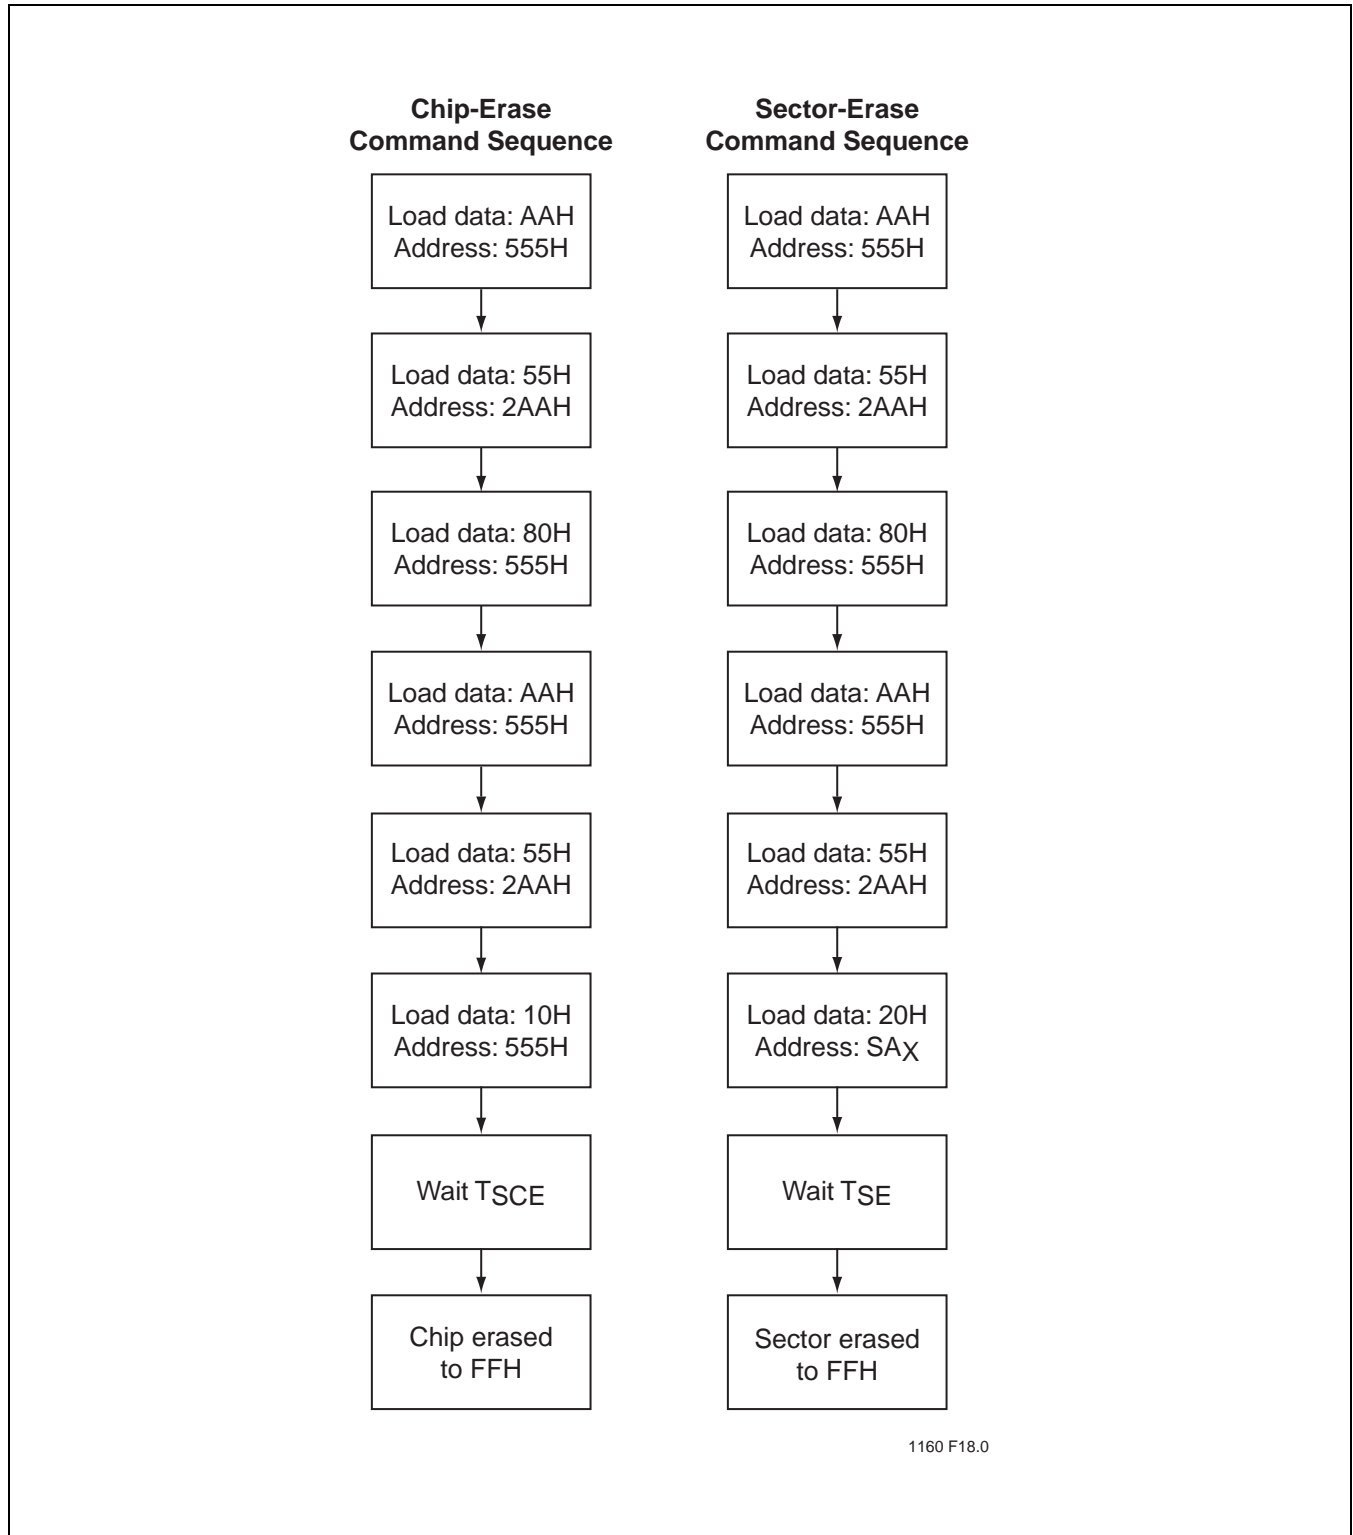 Chip-Erase
Command Sequence
Load data: AAH
Address: 555H
Load data: 55H
Address: 2AAH
Load data: 80H
Address: 555H
Load data: AAH
Address: 555H
Load data: 55H
Address: 2AAH
Load data: 10H
Address: 555H
Wait TSCE
Chip erased
to FFH
Sector-Erase
Command Sequence
Load data: AAH
Address: 555H
Load data: 55H
Address: 2AAH
Load data: 80H
Address: 555H
Load data: AAH
Address: 555H
Load data: 55H
Address: 2AAH
Load data: 20H
Address: SAX
Wait TSE
Sector erased
to FFH
1160 F18.0